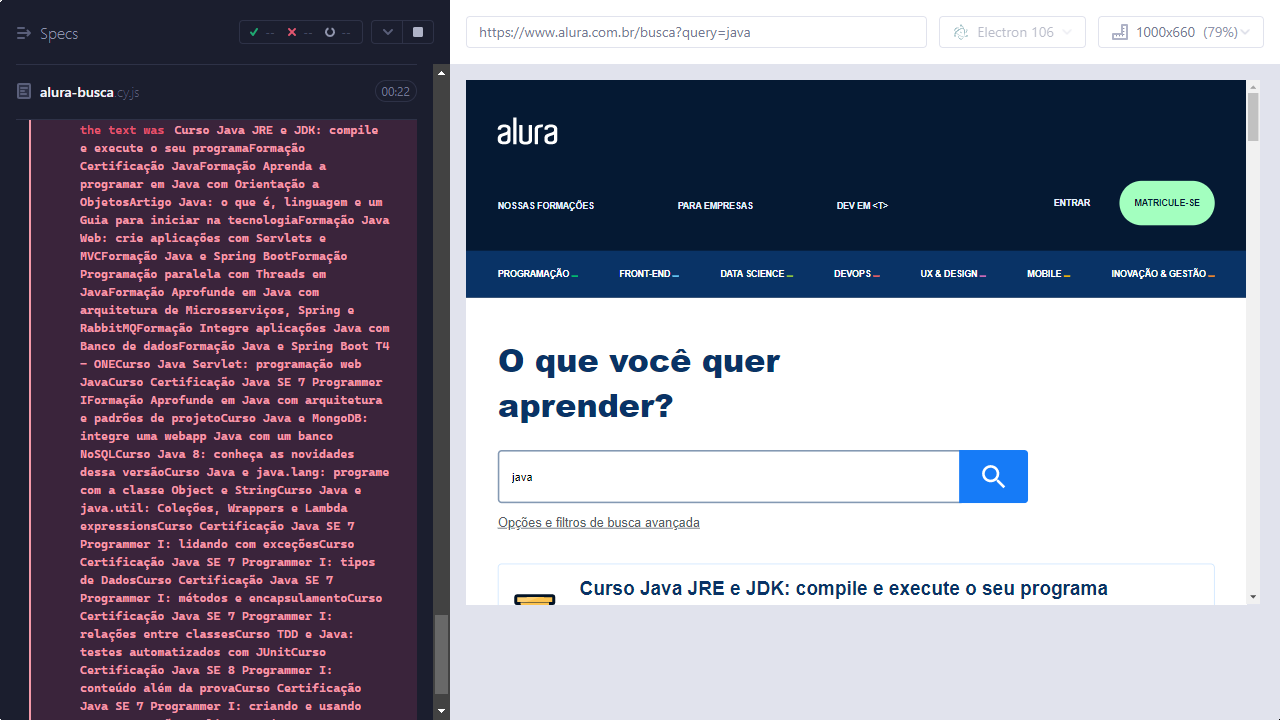 Specs
-- -- --
alura-busca.cy.js
00:22
the text was Curso Java JRE e JDK: compile
e execute o seu programaFormação
Certificação JavaFormação Aprenda a
programar em Java com Orientação a
ObjetosArtigo Java: o que é, linguagem e um
Guia para iniciar na tecnologiaFormação Java
Web: crie aplicações com Servlets e
MVCFormação Java e Spring BootFormação
Programação paralela com Threads em
JavaFormação Aprofunde em Java com
arquitetura de Microsserviços, Spring e
RabbitMQFormação Integre aplicações Java com
Banco de dadosFormação Java e Spring Boot T4
– ONECurso Java Servlet: programação web
JavaCurso Certificação Java SE 7 Programmer
IFormação Aprofunde em Java com arquitetura
e padrões de projetoCurso Java e MongoDB:
integre uma webapp Java com um banco
NoSQLCurso Java 8: conheça as novidades
dessa versãoCurso Java e java.lang: programe
com a classe Object e StringCurso Java e
java.util: Coleções, Wrappers e Lambda
expressionsCurso Certificação Java SE 7
Programmer I: lidando com exceçõesCurso
Certificação Java SE 7 Programmer I: tipos
de DadosCurso Certificação Java SE 7
Programmer I: métodos e encapsulamentoCurso
Certificação Java SE 7 Programmer I:
relações entre classesCurso TDD e Java:
testes automatizados com JUnitCurso
Certificação Java SE 8 Programmer I:
conteúdo além da provaCurso Certificação
Java SE 7 Programmer I: criando e usando
https://www.alura.com.br/busca?query=java
Electron 106
1000x660 (79%)
alura
NOSSAS FORMAÇÕES
PARA EMPRESAS
DEV EM <T>
ENTRAR
MATRICULE-SE
PROGRAMAÇÃO _
FRONT-END _
DATA SCIENCE _
DEVOPS _
UX & DESIGN _
MOBILE _
INOVAÇÃO & GESTÃO _
O que você quer
aprender?
java
Opções e filtros de busca avançada
Curso Java JRE e JDK: compile e execute o seu programa